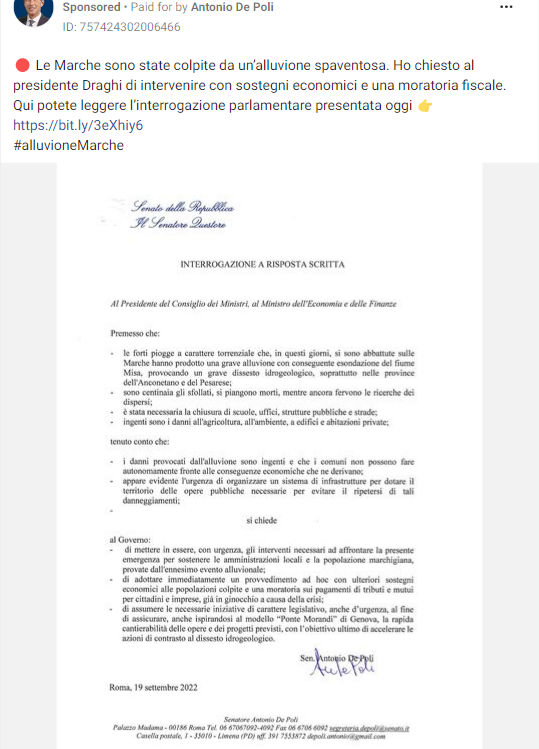 Sponsored • Paid for by Antonio De Poli
ID: 757424302006466
🔴 Le Marche sono state colpite da un'alluvione spaventosa. Ho chiesto al
presidente Draghi di intervenire con sostegni economici e una moratoria fiscale.
Qui potete leggere l'interrogazione parlamentare presentata oggi 👉
https://bit.ly/3eXhiy6
#alluvioneMarche
Senato della Repubblica
Il Senatore Questore
INTERROGAZIONE A RISPOSTA SCRITTA
Al Presidente del Consiglio dei Ministri, al Ministro dell'Economia e delle Finanze
Premesso che:
- le forti piogge a carattere torrenziale che, in questi giorni, si sono abbattute sulle
Marche hanno prodotto una grave alluvione con conseguente esondazione del fiume
Misa, provocando un grave dissesto idrogeologico, soprattutto nelle province
dell'Anconetano e del Pesarese;
- sono centinaia gli sfollati, si piangono morti, mentre ancora fervono le ricerche dei
dispersi;
- è stata necessaria la chiusura di scuole, uffici, strutture pubbliche e strade;
- ingenti sono i danni all'agricoltura, all'ambiente, a edifici e abitazioni private;
tenuto conto che:
- i danni provocati dall'alluvione sono ingenti e che i comuni non possono fare
autonomamente fronte alle conseguenze economiche che ne derivano;
- appare evidente l'urgenza di organizzare un sistema di infrastrutture per dotare il
territorio delle opere pubbliche necessarie per evitare il ripetersi di tali
danneggiamenti;
-
si chiede
al Governo:
- di mettere in essere, con urgenza, gli interventi necessari ad affrontare la presente
emergenza per sostenere le amministrazioni locali e la popolazione marchigiana,
provate dall'ennesimo evento alluvionale;
- di adottare immediatamente un provvedimento ad hoc con ulteriori sostegni
economici alle popolazioni colpite e una moratoria sui pagamenti di tributi e mutui
per cittadini e imprese, già in ginocchio a causa della crisi;
- di assumere le necessarie iniziative di carattere legislativo, anche d'urgenza, al fine
di assicurare, anche ispirandosi al modello "Ponte Morandi" di Genova, la rapida
cantierabilità delle opere e dei progetti previsti, con l'obiettivo ultimo di accelerare le
azioni di contrasto al dissesto idrogeologico.
Sen. Antonio De Poli
Roma, 19 settembre 2022
Senatore Antonio De Poli
Palazzo Madama - 00186 Roma Tel. 06 67067092-4092 Fax 06 6706 6092 segreteria.depoli@senato.it
Casella postale, 1 - 35010 - Limena (PD) uff. 391 7553872 depoli.antonio@gmail.com